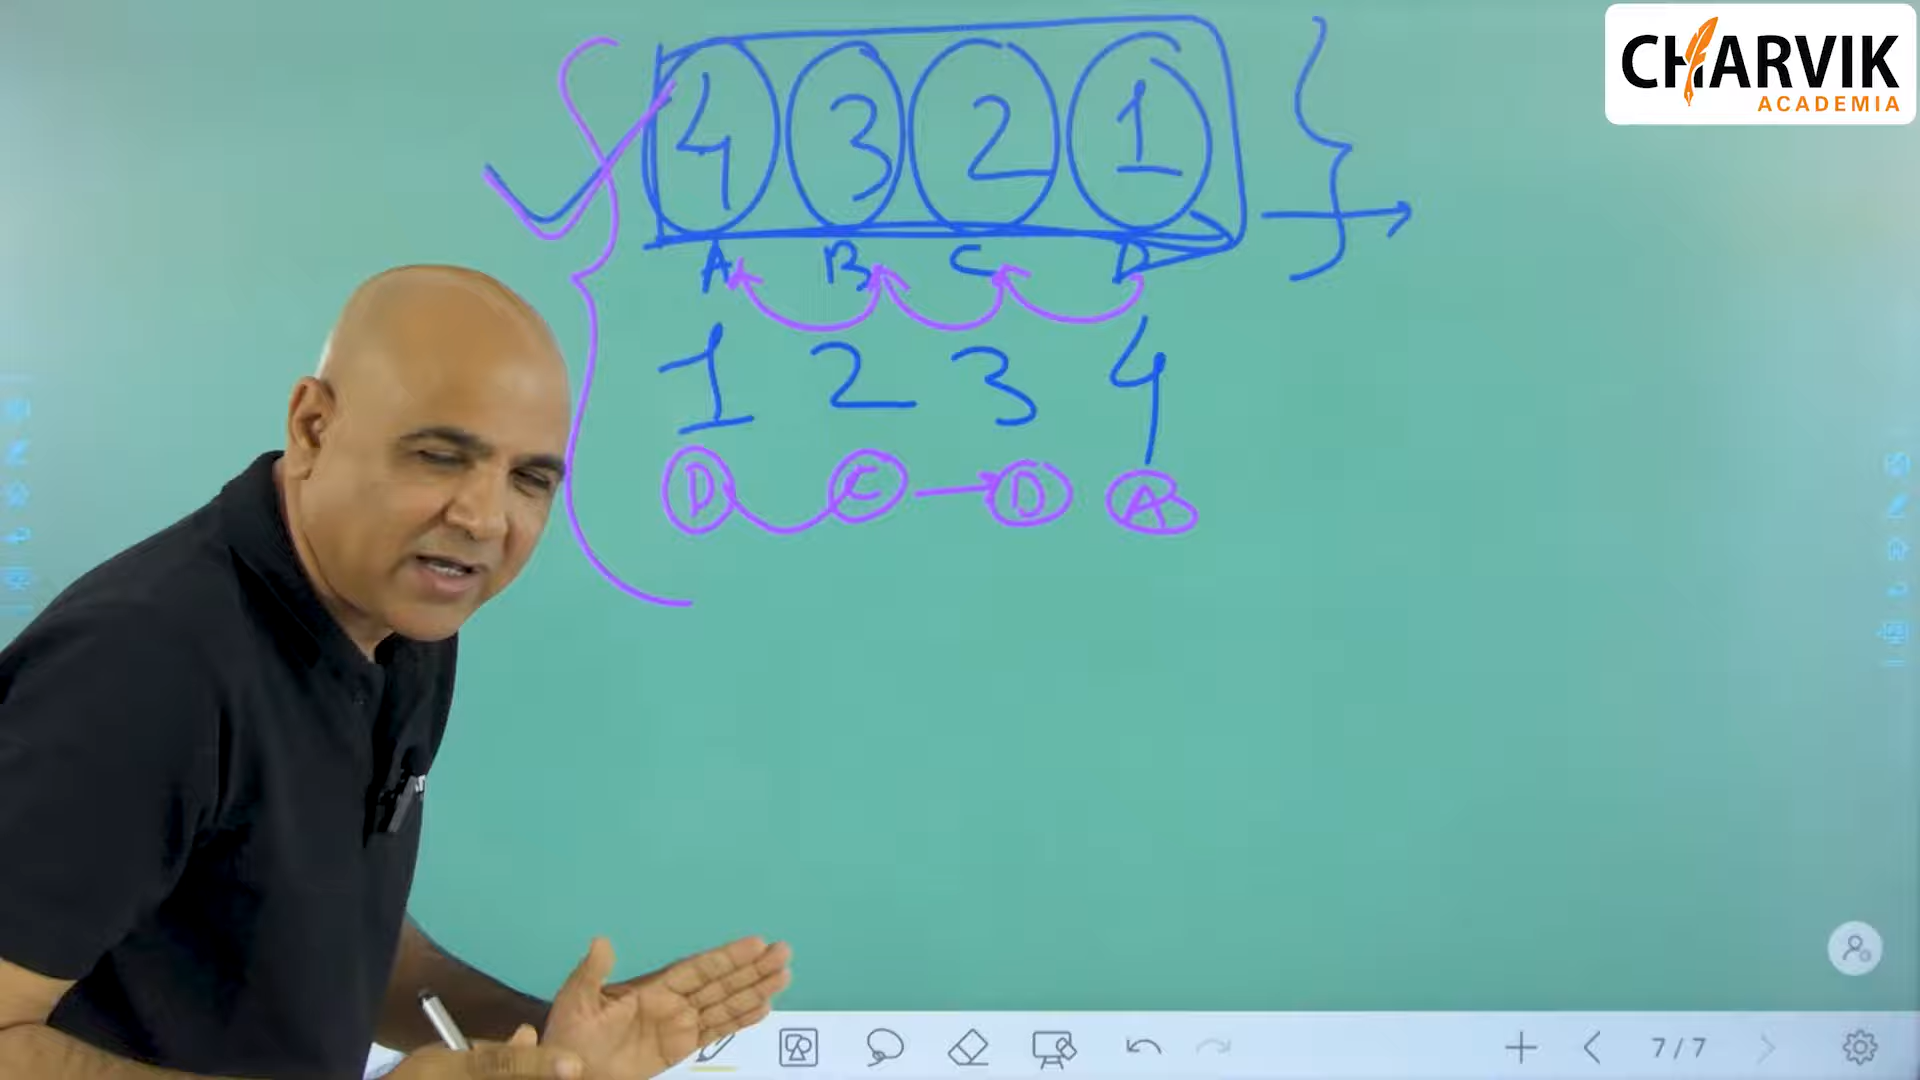 CHARVIK
ACADEMIA
4 3 2 1
A B C D
1 2 3 4
D C D A
7/7